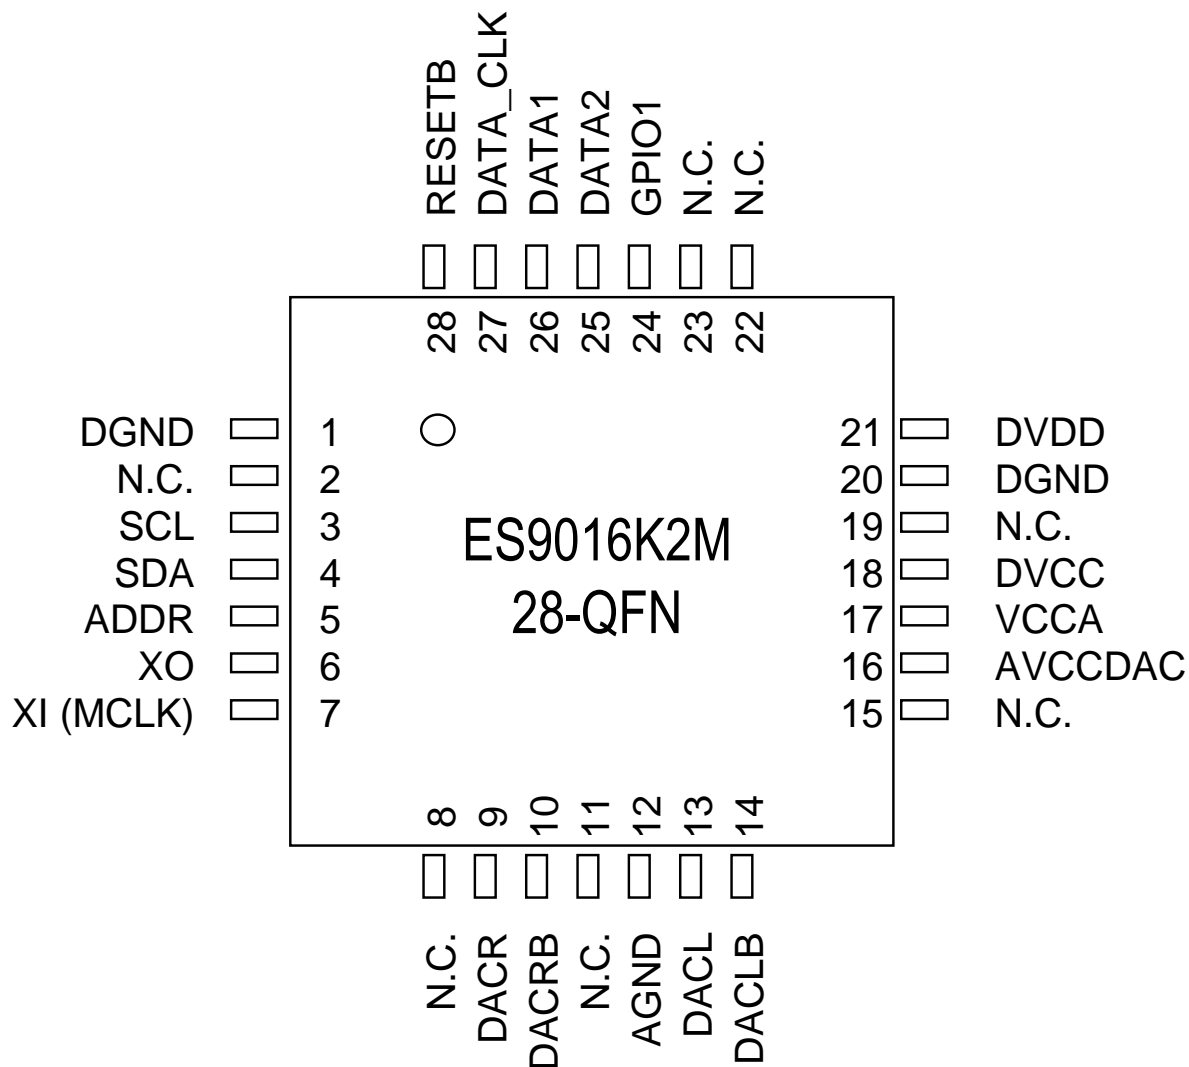 RESETB
DATA_CLK
DATA1
DATA2
GPIO1
N.C.
N.C.
28
27
26
25
24
23
22
DGND 1
N.C. 2
SCL 3
SDA 4
ADDR 5
XO 6
XI (MCLK) 7
ES9016K2M
28-QFN
21 DVDD
20 DGND
19 N.C.
18 DVCC
17 VCCA
16 AVCCDAC
15 N.C.
8
9
10
11
12
13
14
N.C.
DACR
DACRB
N.C.
AGND
DACL
DACLB